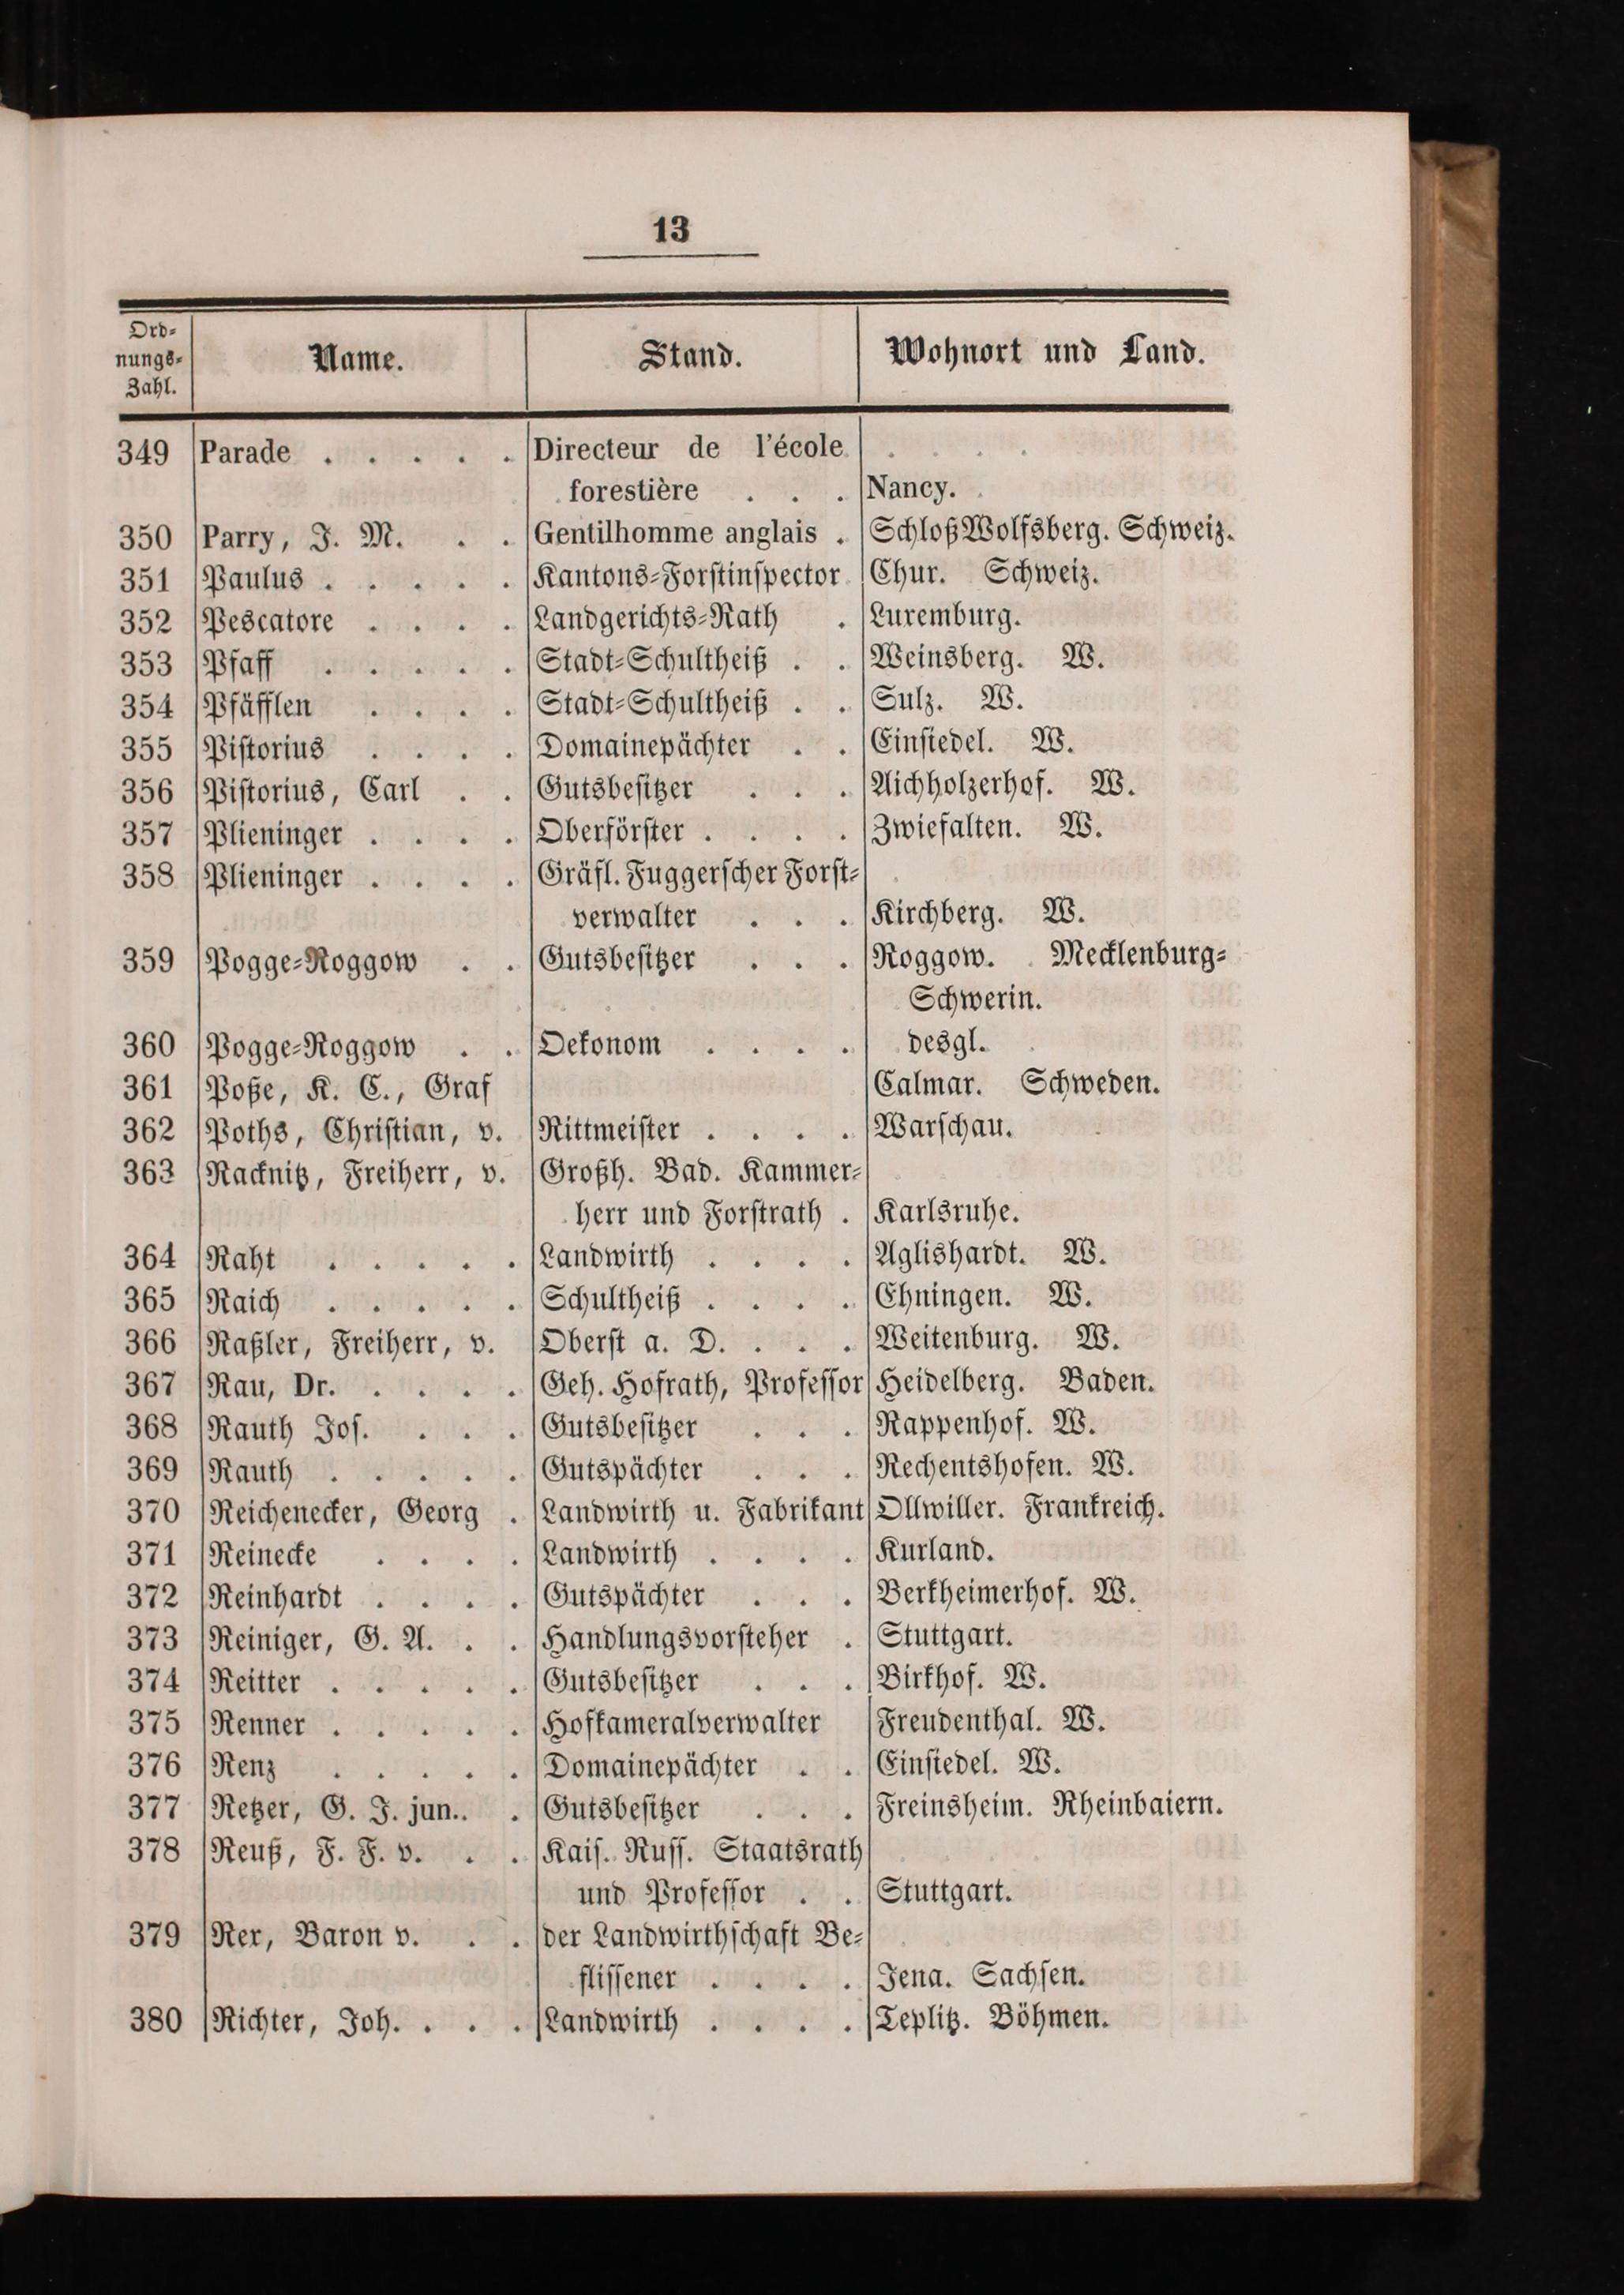 13
Ord-
nungs-
Zahl.
Name.
Stand.
Wohnort und Land.
349 Parade . . . . . Directeur de l'école . . . .
forestière . . . Nancy.
350 Parry, J. M. . . Gentilhomme anglais . Schloß Wolfsberg. Schweiz.
351 Paulus . . . . . Kantons-Forſtinſpector Chur. Schweiz.
352 Pescatore . . . . Landgerichts-Rath . Luxemburg.
353 Pfaff . . . . . Stadt-Schultheiß . . Weinsberg. W.
354 Pfäfflen . . . . Stadt-Schultheiß . . Sulz. W.
355 Piſtorius . . . . Domainepächter . . Einſiedel. W.
356 Piſtorius, Carl . . Gutsbeſitzer . . . Aichholzerhof. W.
357 Plieninger . . . . Oberförſter . . . . Zwiefalten. W.
358 Plieninger . . . . Gräfl. Fuggerſcher Forſt-
verwalter . . . Kirchberg. W.
359 Pogge-Roggow . . Gutsbeſitzer . . . Roggow. Mecklenburg-
Schwerin.
360 Pogge-Roggow . . Oekonom . . . . desgl.
361 Poße, K. C., Graf Calmar. Schweden.
362 Poths, Chriſtian, v. Rittmeiſter . . . . Warſchau.
363 Racknitz, Freiherr, v. Großh. Bad. Kammer-
herr und Forſtrath . Karlsruhe.
364 Raht . . . . . Landwirth . . . . Aglishardt. W.
365 Raich . . . . . Schultheiß . . . . Ehningen. W.
366 Raßler, Freiherr, v. Oberſt a. D. . . . Weitenburg. W.
367 Rau, Dr. . . . . Geh. Hofrath, Profeſſor Heidelberg. Baden.
368 Rauth Joſ. . . . Gutsbeſitzer . . . Rappenhof. W.
369 Rauth . . . . . Gutspächter . . . Rechentshofen. W.
370 Reichenecker, Georg . Landwirth u. Fabrikant Ollwiller. Frankreich.
371 Reinecke . . . . Landwirth . . . . Kurland.
372 Reinhardt . . . . Gutspächter . . . Berkheimerhof. W.
373 Reiniger, G. A. . . Handlungsvorſteher . Stuttgart.
374 Reitter . . . . . Gutsbeſitzer . . . Birkhof. W.
375 Renner . . . . . Hofkameralverwalter Freudenthal. W.
376 Renz . . . . . Domainepächter . . Einſiedel. W.
377 Retzer, G. J. jun.. . Gutsbeſitzer . . . Freinsheim. Rheinbaiern.
378 Reuß, F. F. v. . . Kaiſ. Ruſſ. Staatsrath
und Profeſſor . . Stuttgart.
379 Rex, Baron v. . . der Landwirthſchaft Be-
fliſſener . . . . Jena. Sachſen.
380 Richter, Joh. . . . Landwirth . . . . Teplitz. Böhmen.